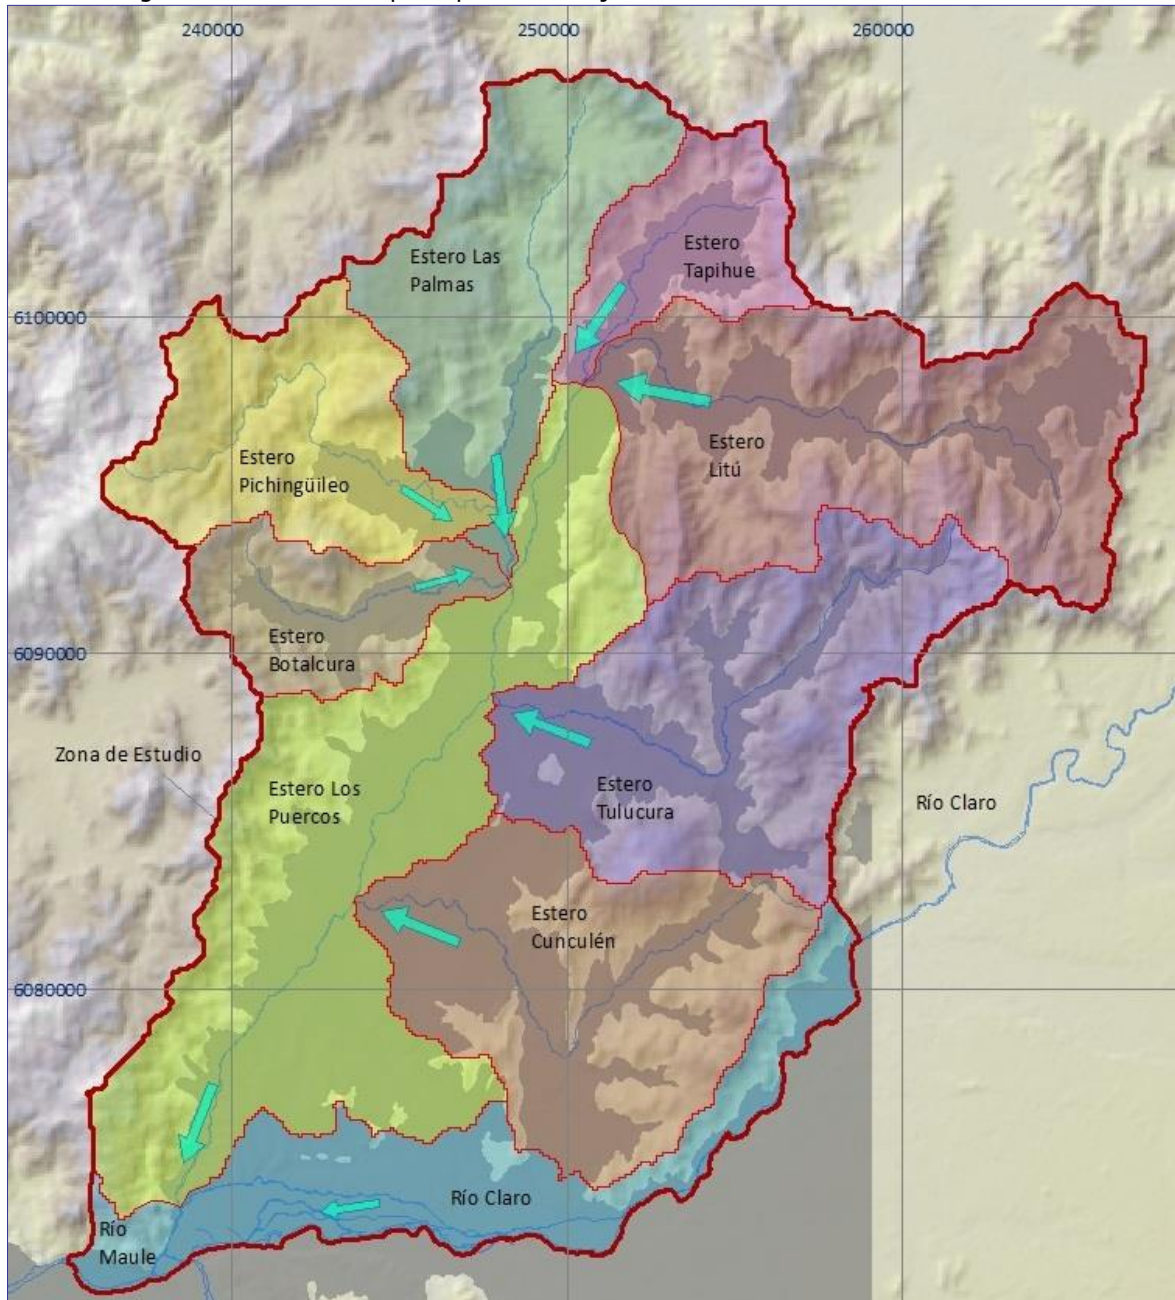 240000
250000
260000
Estero Las
Palmas
Estero
Tapihue
6100000
Estero
Litú
Estero
Pichingüileo
Estero
Botalcura
6090000
Zona de Estudio
Estero Los
Puercos
Estero
Tulucura
Río Claro
Estero
Cunculén
6080000
Río Claro
Río
Maule